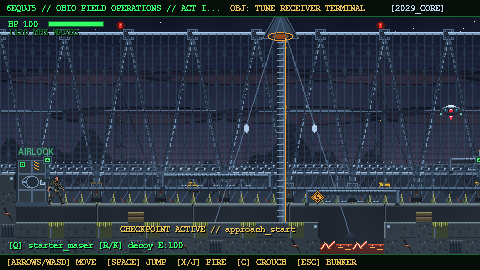 6EQUJ5 // OHIO FIELD OPERATIONS // ACT I... OBJ: TUNE RECEIVER TERMINAL [2029_CORE]
HP 100
AIRLOCK
CHECKPOINT ACTIVE // approach_start
[Q] starter_maser [R/K] decoy E:100
[ARROWS/WASD] MOVE [SPACE] JUMP [X/J] FIRE [C] CROUCH [ESC] BUNKER